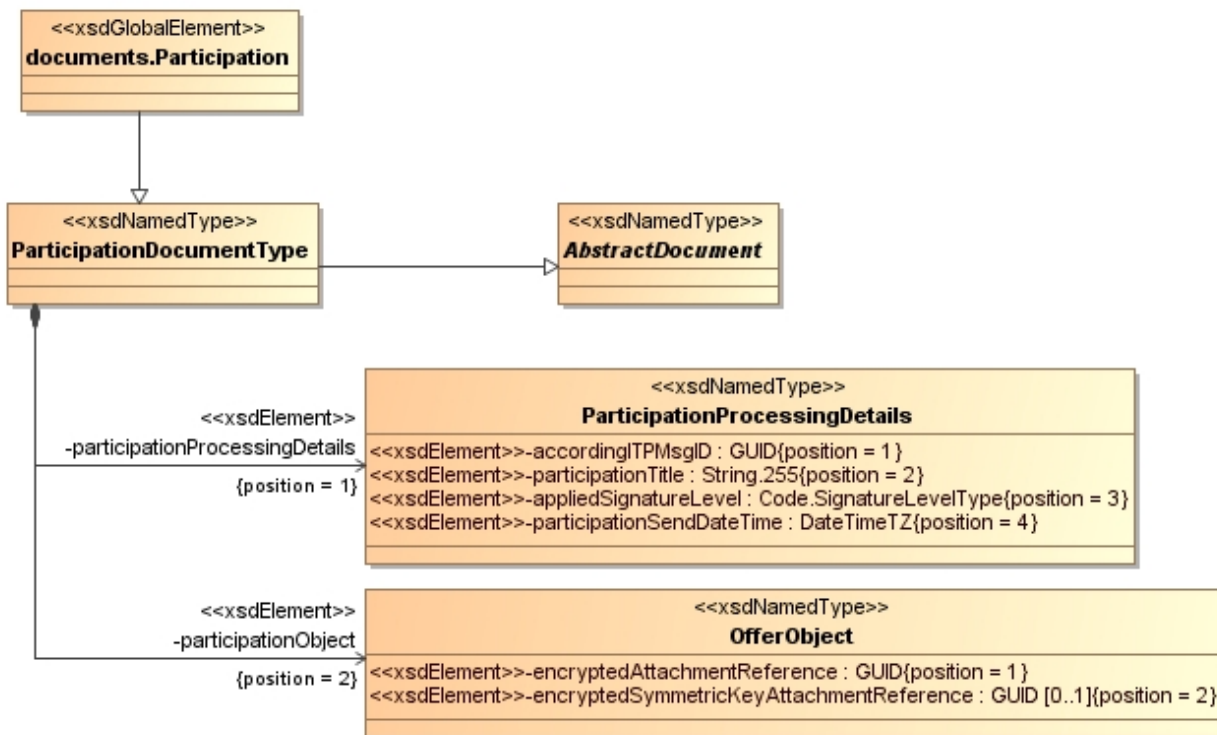 <<xsdGlobalElement>>
documents.Participation
<<xsdNamedType>>
ParticipationDocumentType
<<xsdNamedType>>
AbstractDocument
<<xsdElement>>
-participationProcessingDetails
{position = 1}
<<xsdNamedType>>
ParticipationProcessingDetails
<<xsdElement>>-accordingITPMsgID : GUID{position = 1}
<<xsdElement>>-participationTitle : String.255{position = 2}
<<xsdElement>>-appliedSignatureLevel : Code.SignatureLevelType{position = 3}
<<xsdElement>>-participationSendDateTime : DateTimeTZ{position = 4}
<<xsdElement>>
-participationObject
{position = 2}
<<xsdNamedType>>
OfferObject
<<xsdElement>>-encryptedAttachmentReference : GUID{position = 1}
<<xsdElement>>-encryptedSymmetricKeyAttachmentReference : GUID [0..1]{position = 2}